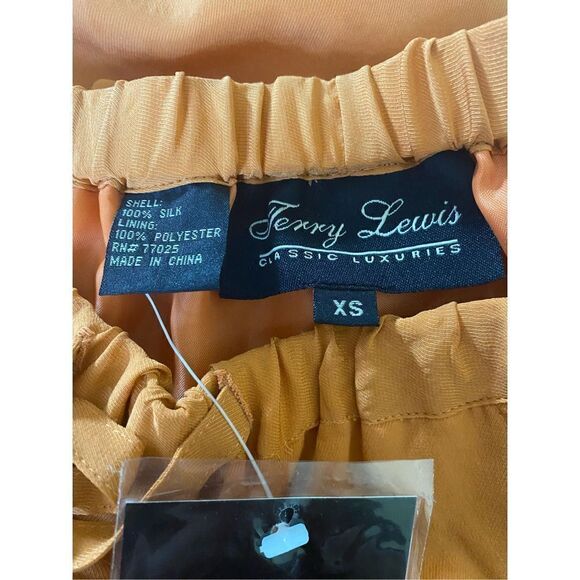 SHELL:
100% SILK
LINING:
100% POLYESTER
RN# 77025
MADE IN CHINA
Terry Lewis
CLASSIC LUXURIES
XS